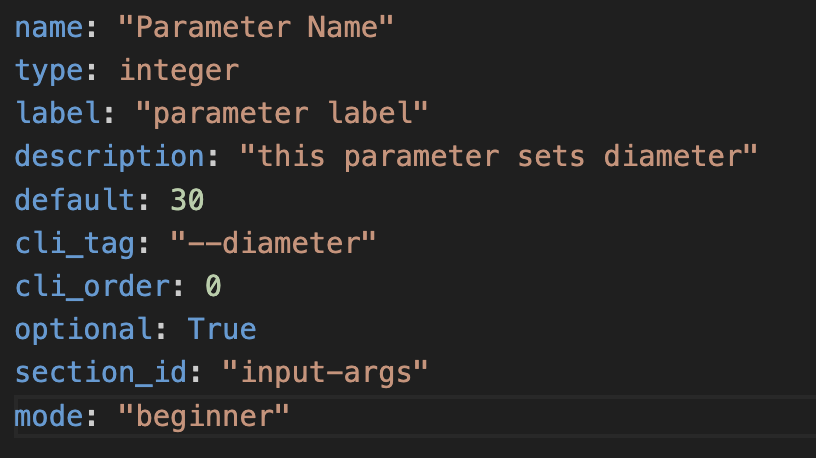 name: "Parameter Name"
type: integer
label: "parameter label"
description: "this parameter sets diameter"
default: 30
cli_tag: "--diameter"
cli_order: 0
optional: True
section_id: "input-args"
mode: "beginner"